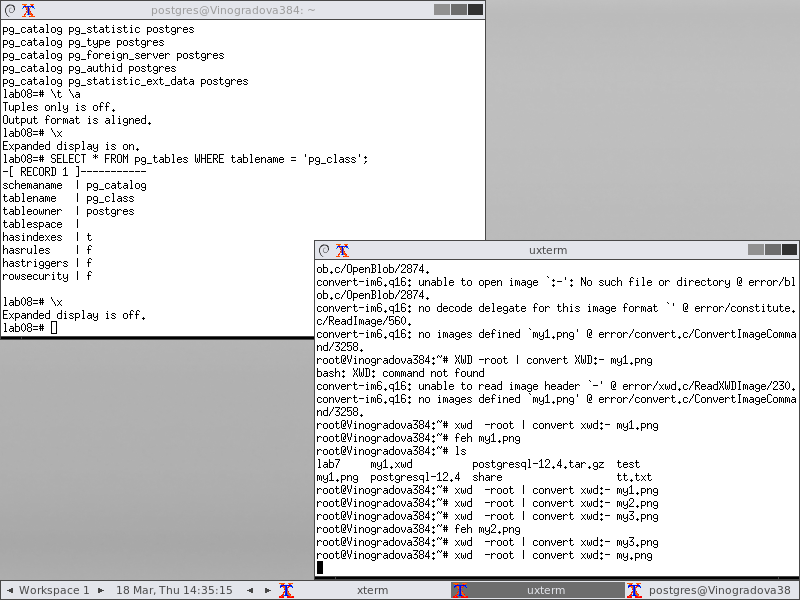 postgres@Vinogradova384: ~
pg_catalog pg_statistic postgres
pg_catalog pg_type postgres
pg_catalog pg_foreign_server postgres
pg_catalog pg_authid postgres
pg_catalog pg_statistic_ext_data postgres
lab08=# \t \a
Tuples only is off.
Output format is aligned.
lab08=# \x
Expanded display is on.
lab08=# SELECT * FROM pg_tables WHERE tablename = 'pg_class';
-[ RECORD 1 ]-----------
schemaname  | pg_catalog
tablename   | pg_class
tableowner  | postgres
tablespace  |
hasindexes  | t
hasrules    | f
hastriggers | f
rowsecurity | f
lab08=# \x
Expanded display is off.
lab08=#
uxterm
ob.c/OpenBlob/2874.
convert-im6.q16: unable to open image `:-': No such file or directory @ error/bl
ob.c/OpenBlob/2874.
convert-im6.q16: no decode delegate for this image format `' @ error/constitute.
c/ReadImage/560.
convert-im6.q16: no images defined `my1.png' @ error/convert.c/ConvertImageComma
nd/3258.
root@Vinogradova384:~# XWD -root | convert XWD:- my1.png
bash: XWD: command not found
convert-im6.q16: unable to read image header `-' @ error/xwd.c/ReadXWDImage/230.
convert-im6.q16: no images defined `my1.png' @ error/convert.c/ConvertImageComma
nd/3258.
root@Vinogradova384:~# xwd  -root | convert xwd:- my1.png
root@Vinogradova384:~# feh my1.png
root@Vinogradova384:~# ls
lab7     my1.xwd         postgresql-12.4.tar.gz  test
my1.png  postgresql-12.4  share                   tt.txt
root@Vinogradova384:~# xwd  -root | convert xwd:- my1.png
root@Vinogradova384:~# xwd  -root | convert xwd:- my2.png
root@Vinogradova384:~# xwd  -root | convert xwd:- my3.png
root@Vinogradova384:~# feh my2.png
root@Vinogradova384:~# xwd  -root | convert xwd:- my3.png
root@Vinogradova384:~# xwd  -root | convert xwd:- my.png
Workspace 1 18 Mar, Thu 14:35:15 xterm uxterm postgres@Vinogradova38